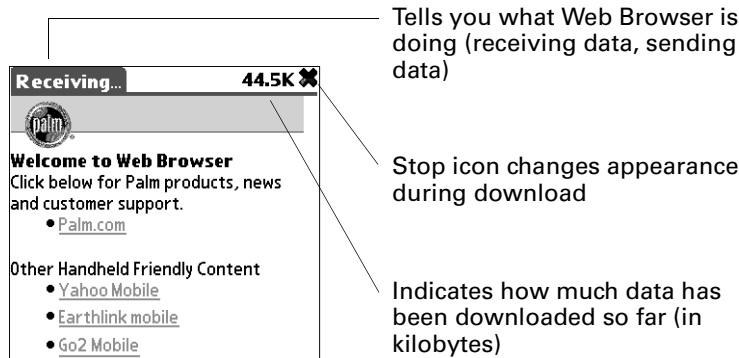 Tells you what Web Browser is
doing (receiving data, sending
data)
Receiving... 44.5K
palm
Welcome to Web Browser
Click below for Palm products, news
and customer support.
• Palm.com
Other Handheld Friendly Content
• Yahoo Mobile
• Earthlink mobile
• Go2 Mobile
Stop icon changes appearance
during download
Indicates how much data has
been downloaded so far (in
kilobytes)